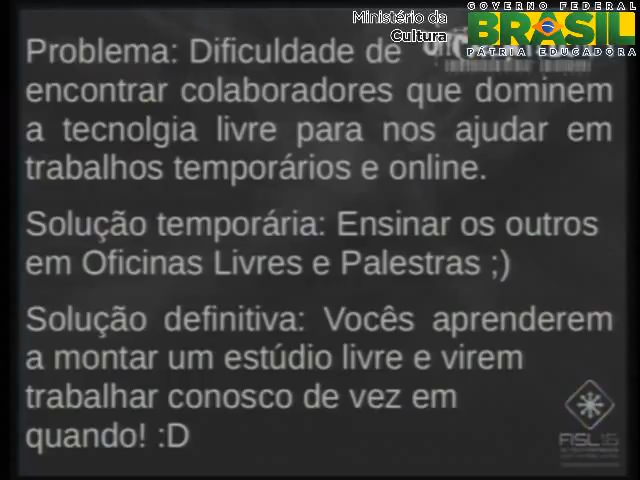 Ministério da
Cultura
GOVERNO FEDERAL
BRASIL
PÁTRIA EDUCADORA
Problema: Dificuldade de
encontrar colaboradores que dominem
a tecnolgia livre para nos ajudar em
trabalhos temporários e online.
Solução temporária: Ensinar os outros
em Oficinas Livres e Palestras ;)
Solução definitiva: Vocês aprenderem
a montar um estúdio livre e virem
trabalhar conosco de vez em
quando! :D
FISL16